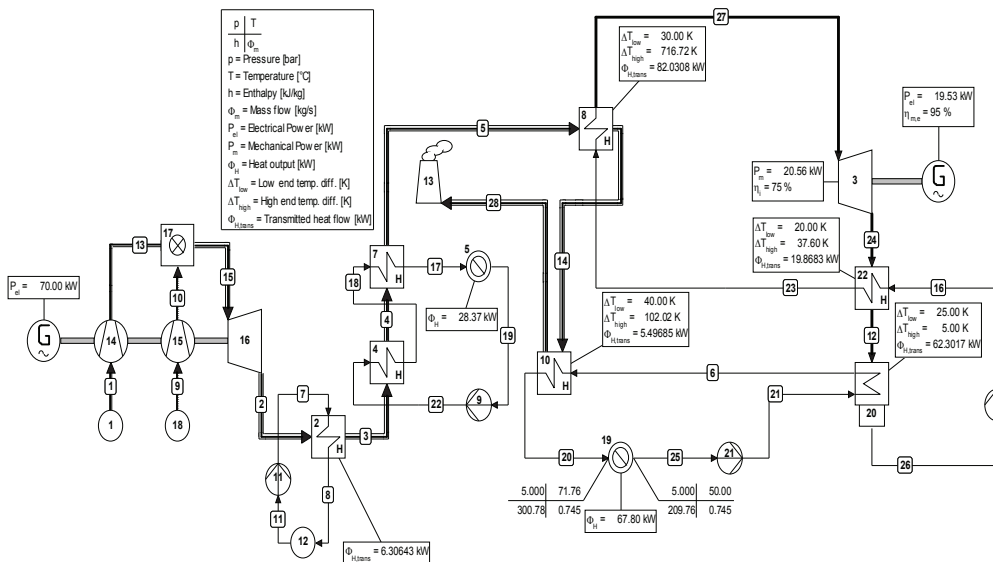 p | T
h | Φm
p = Pressure [bar]
T = Temperature [°C]
h = Enthalpy [kJ/kg]
Φm = Mass flow [kg/s]
Pel = Electrical Power [kW]
Pm = Mechanical Power [kW]
ΦH = Heat output [kW]
ΔTlow = Low end temp. diff. [K]
ΔThigh = High end temp. diff. [K]
ΦH,trans = Transmitted heat flow [kW]
27
ΔTlow = 30.00 K
ΔThigh = 716.72 K
ΦH,trans = 82.0308 kW
8
H
5
13
28
14
Pel = 19.53 kW
ηm,e = 95 %
G
~
3
Pm = 20.56 kW
ηi = 75 %
24
ΔTlow = 20.00 K
ΔThigh = 37.60 K
ΦH,trans = 19.8683 kW
22
H
23
16
12
ΔTlow = 25.00 K
ΔThigh = 5.00 K
ΦH,trans = 62.3017 kW
20
26
13
17
15
10
Pel = 70.00 kW
G
~
14
15
16
1
9
1
18
2
7
2
H
3
11
11
12
8
ΦH,trans = 6.30643 kW
7
H
17
5
18
ΦH = 28.37 kW
19
4
4
H
22
9
ΔTlow = 40.00 K
ΔThigh = 102.02 K
ΦH,trans = 5.49685 kW
10
H
6
21
20
19
25
21
5.000 | 71.76
300.78 | 0.745
5.000 | 50.00
209.76 | 0.745
ΦH = 67.80 kW